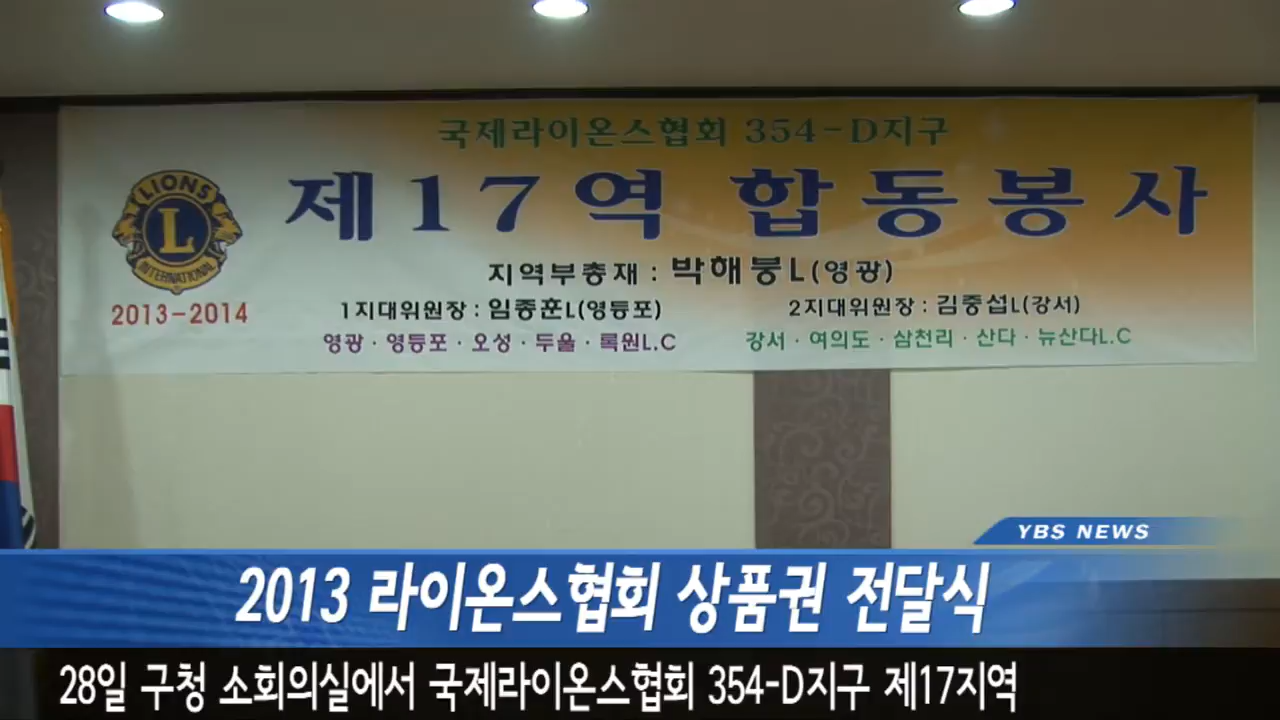 국제라이온스협회 354-D지구
LIONS
L
INTERNATIONAL
제17역 합동봉사
지역부총재 : 박해붕L(영광)
2013-2014
1지대위원장 : 임종훈L(영등포)
2지대위원장 : 김중섭L(강서)
영광·영등포·오성·두울·록원L.C
강서·여의도·삼천리·산다·뉴산다L.C
YBS NEWS
2013 라이온스협회 상품권 전달식
28일 구청 소회의실에서 국제라이온스협회 354-D지구 제17지역